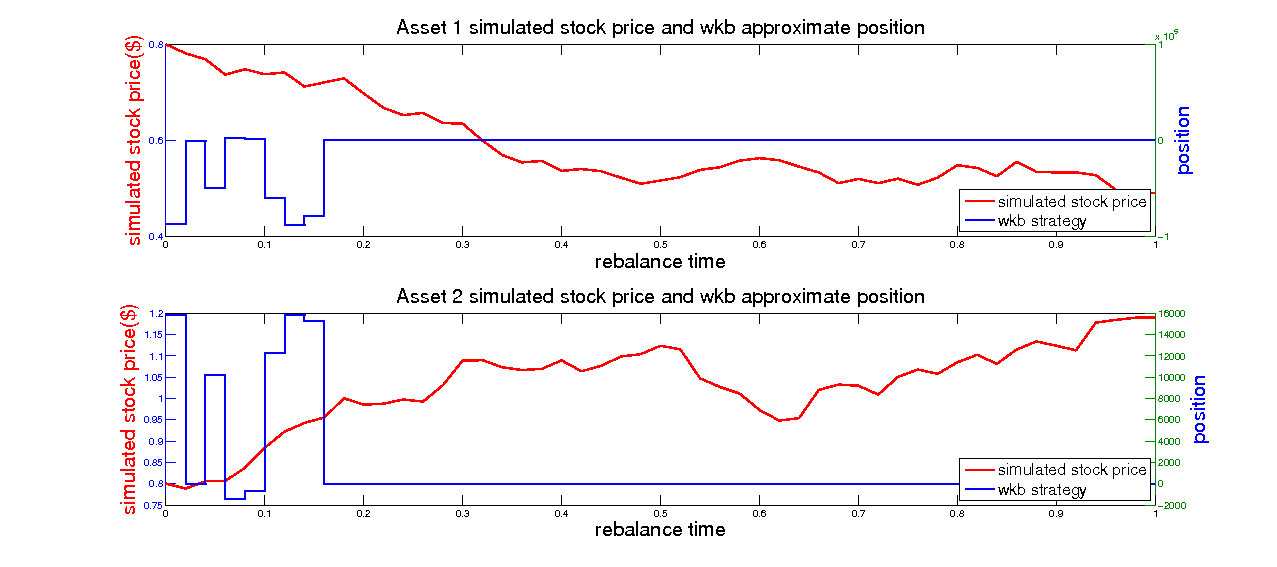 Asset 1 simulated stock price and wkb approximate position
x 10^5
0.8 1
0.6 0
0.4 -1
simulated stock price($)
position
simulated stock price
wkb strategy
0 0.1 0.2 0.3 0.4 0.5 0.6 0.7 0.8 0.9 1
rebalance time
Asset 2 simulated stock price and wkb approximate position
1.2 16000
1.15 14000
1.1 12000
1.05 10000
1 8000
0.95 6000
0.9 4000
0.85 2000
0.8 0
0.75 -2000
simulated stock price($)
position
simulated stock price
wkb strategy
0 0.1 0.2 0.3 0.4 0.5 0.6 0.7 0.8 0.9 1
rebalance time